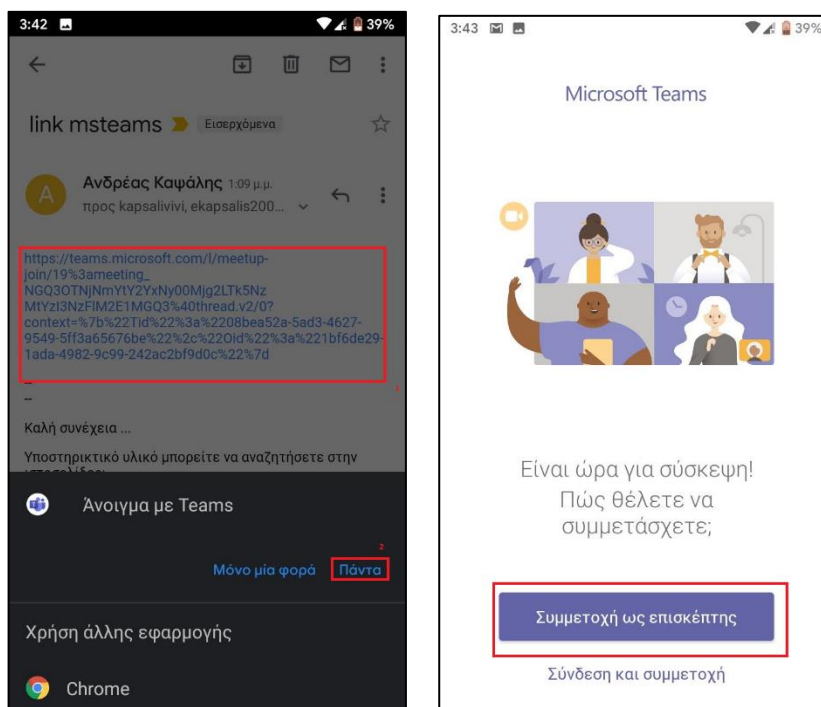 3:42
39%
link msteams
Εισερχόμενα
Α
Ανδρέας Καψάλης 1:09 μ.μ.
προς kapsalivivi, ekapsalis200...
https://teams.microsoft.com/l/meetup-
join/19%3ameeting_
NGQ3OTNjNmYtY2YxNy00Mjg2LTk5Nz
MtYzI3NzFlM2E1MGQ3%40thread.v2/0?
context=%7b%22Tid%22%3a%2208bea52a-5ad3-4627-
9549-5ff3a65676be%22%2c%22Oid%22%3a%221bf6de29-
1ada-4982-9c99-242ac2bf9d0c%22%7d
1
--
--
Καλή συνέχεια ...
Υποστηρικτικό υλικό μπορείτε να αναζητήσετε στην
Άνοιγμα με Teams
2
Μόνο μία φορά Πάντα
Χρήση άλλης εφαρμογής
Chrome
3:43
39%
Microsoft Teams
Είναι ώρα για σύσκεψη!
Πώς θέλετε να
συμμετάσχετε;
Συμμετοχή ως επισκέπτης
Σύνδεση και συμμετοχή